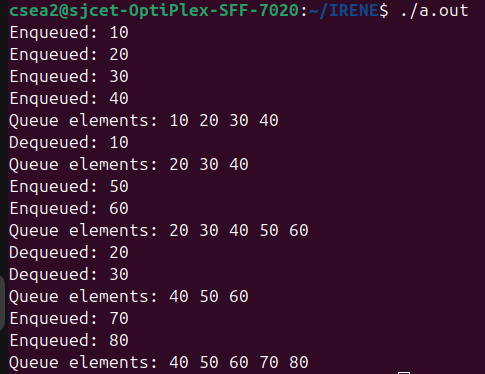 csea2@sjcet-OptiPlex-SFF-7020:~/IRENE$ ./a.out
Enqueued: 10
Enqueued: 20
Enqueued: 30
Enqueued: 40
Queue elements: 10 20 30 40
Dequeued: 10
Queue elements: 20 30 40
Enqueued: 50
Enqueued: 60
Queue elements: 20 30 40 50 60
Dequeued: 20
Dequeued: 30
Queue elements: 40 50 60
Enqueued: 70
Enqueued: 80
Queue elements: 40 50 60 70 80